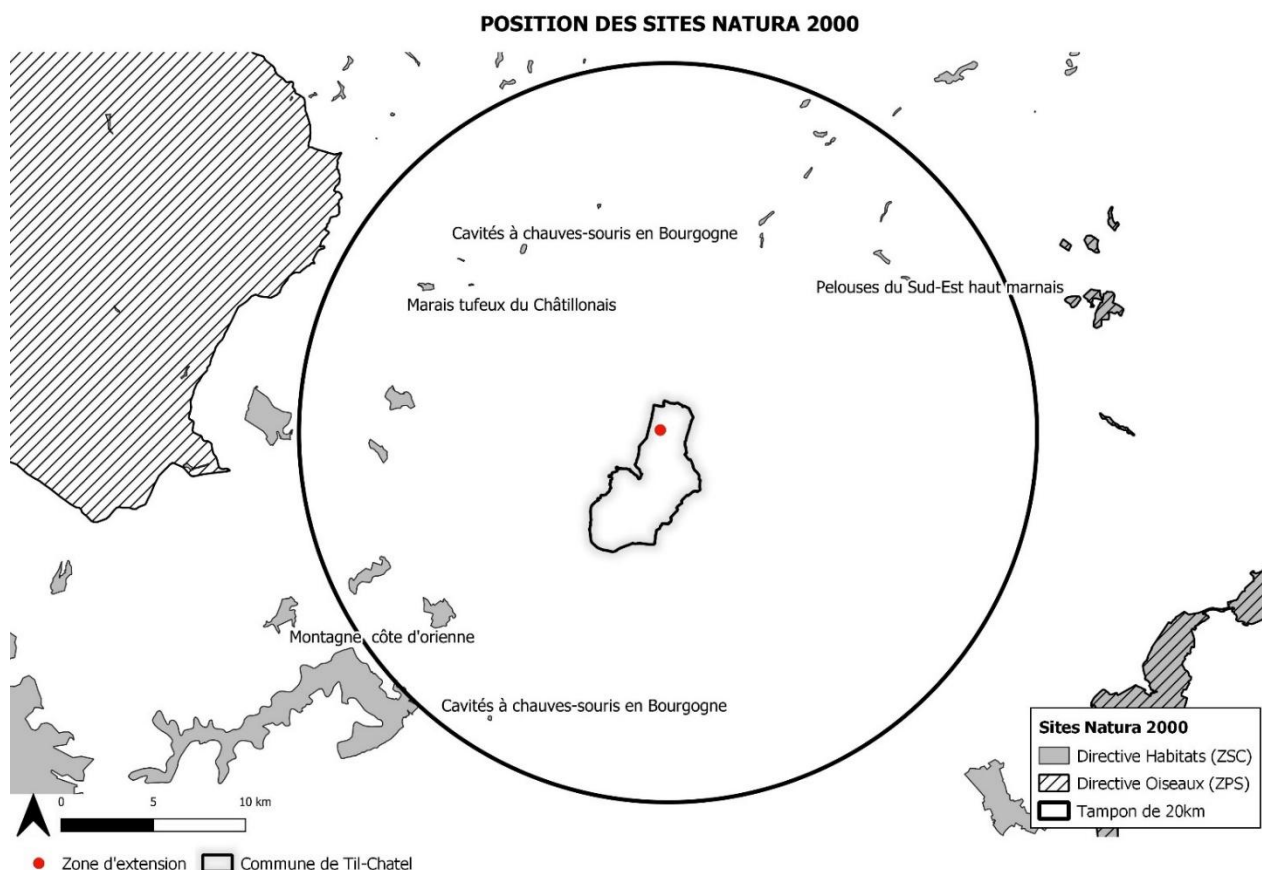 POSITION DES SITES NATURA 2000
Cavités à chauves-souris en Bourgogne
Pelouses du Sud-Est haut marnais
Marais tufeux du Châtillonais
Montagne côte d'orienne
Cavités à chauves-souris en Bourgogne
Sites Natura 2000
Directive Habitats (ZSC)
Directive Oiseaux (ZPS)
Tampon de 20km
0 5 10 km
Zone d'extension Commune de Til-Chatel